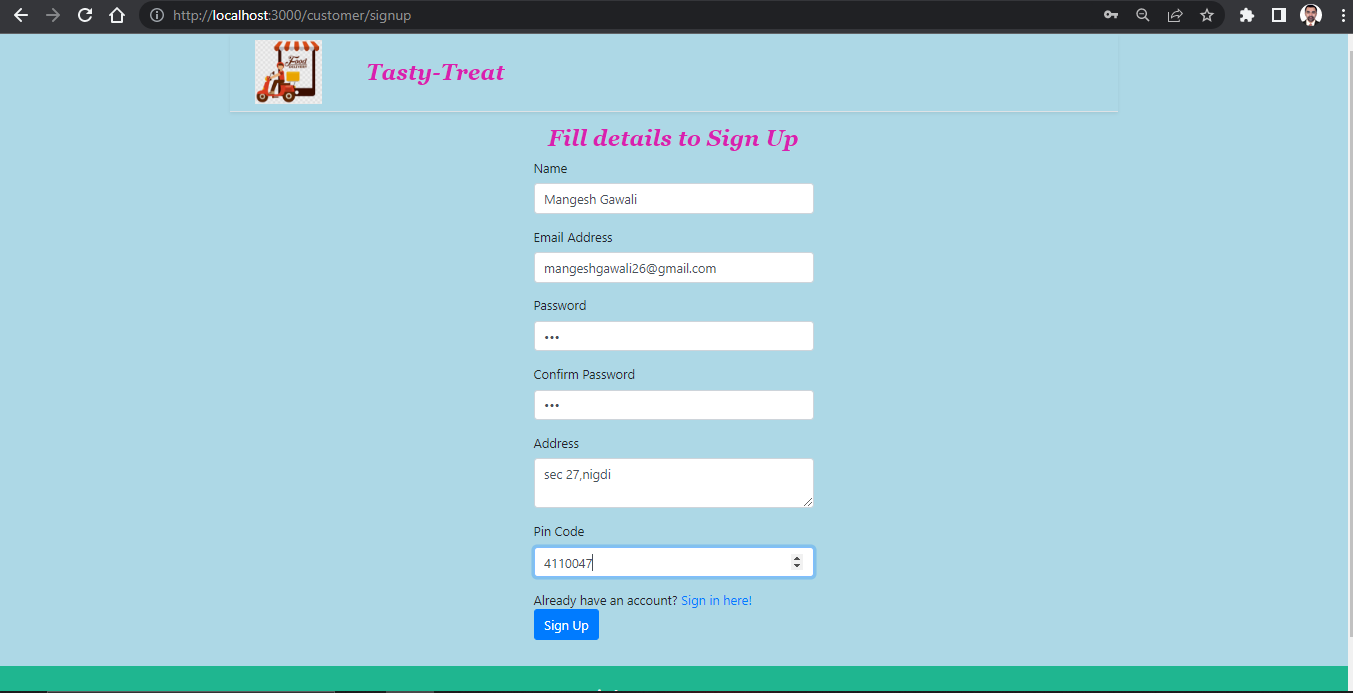 http://localhost:3000/customer/signup
Food
DELIVERY
Tasty-Treat
Fill details to Sign Up
Name
Mangesh Gawali
Email Address
mangeshgawali26@gmail.com
Password
•••
Confirm Password
•••
Address
sec 27,nigdi
Pin Code
4110047
Already have an account? Sign in here!
Sign Up